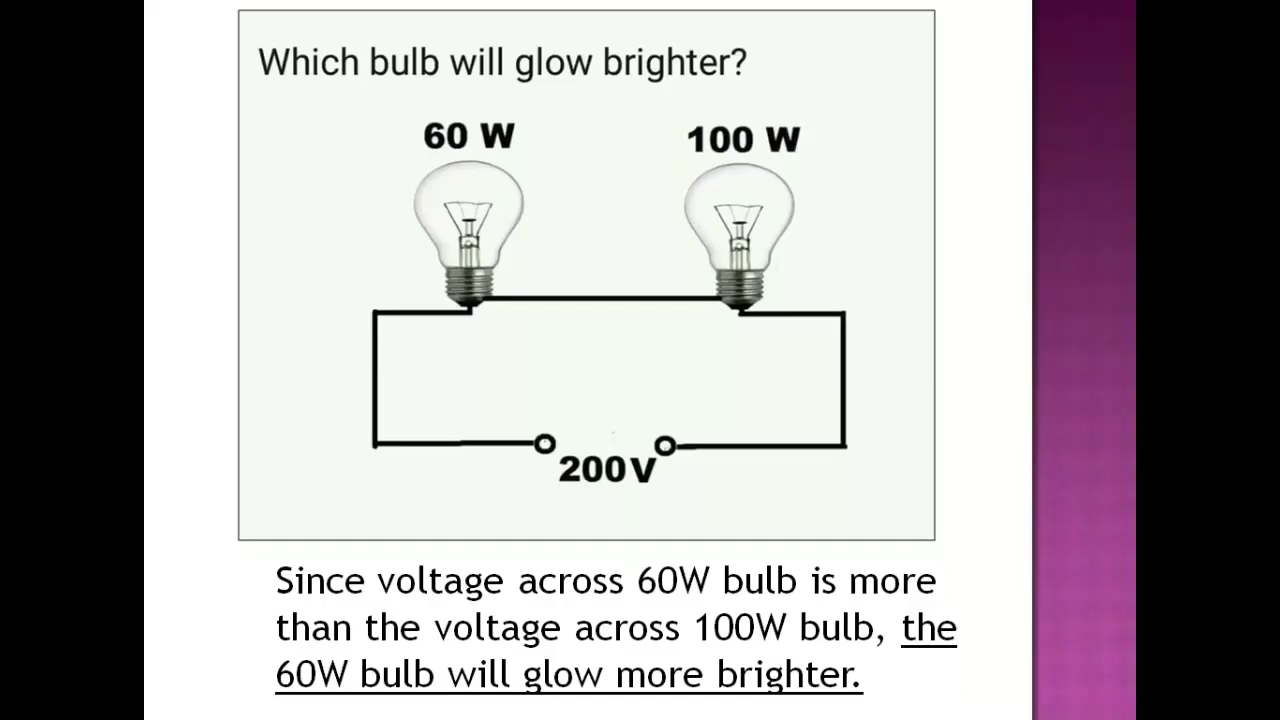 Which bulb will glow brighter?
60 W 100 W
200V
Since voltage across 60W bulb is more
than the voltage across 100W bulb, the
60W bulb will glow more brighter.